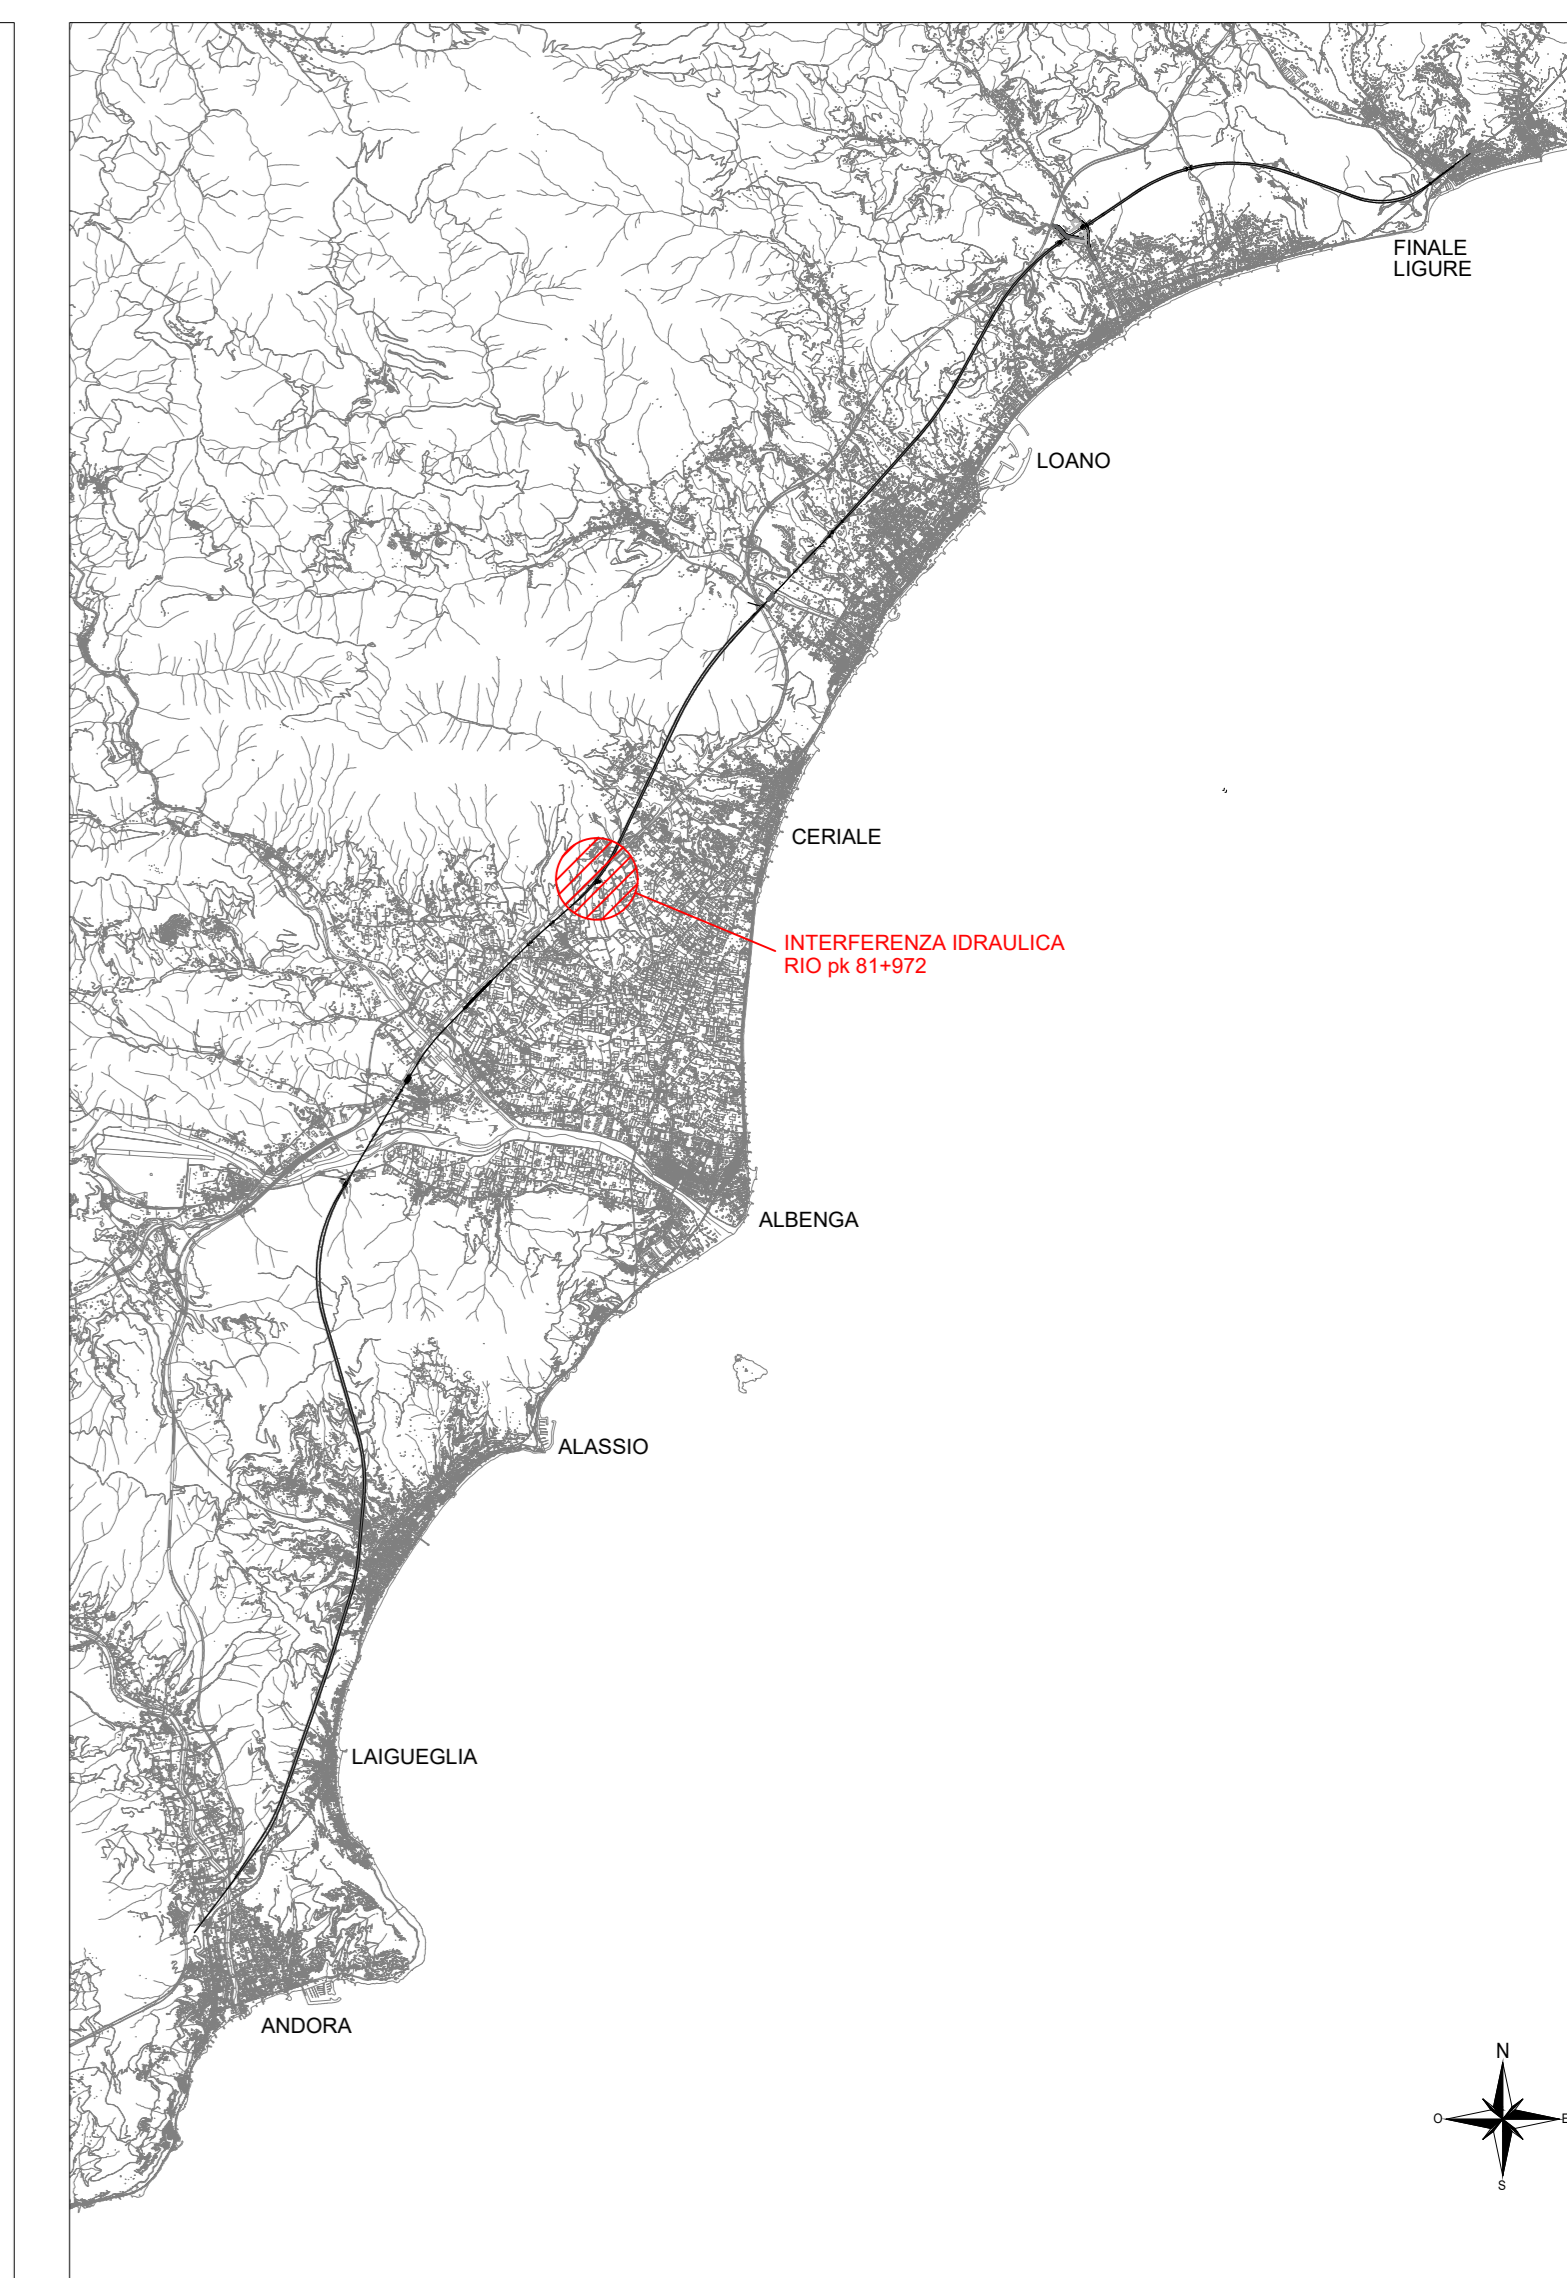 FINALE
LIGURE
LOANO
CERIALE
INTERFERENZA IDRAULICA
RIO pk 81+972
ALBENGA
ALASSIO
LAIGUEGLIA
ANDORA
N
O
E
S